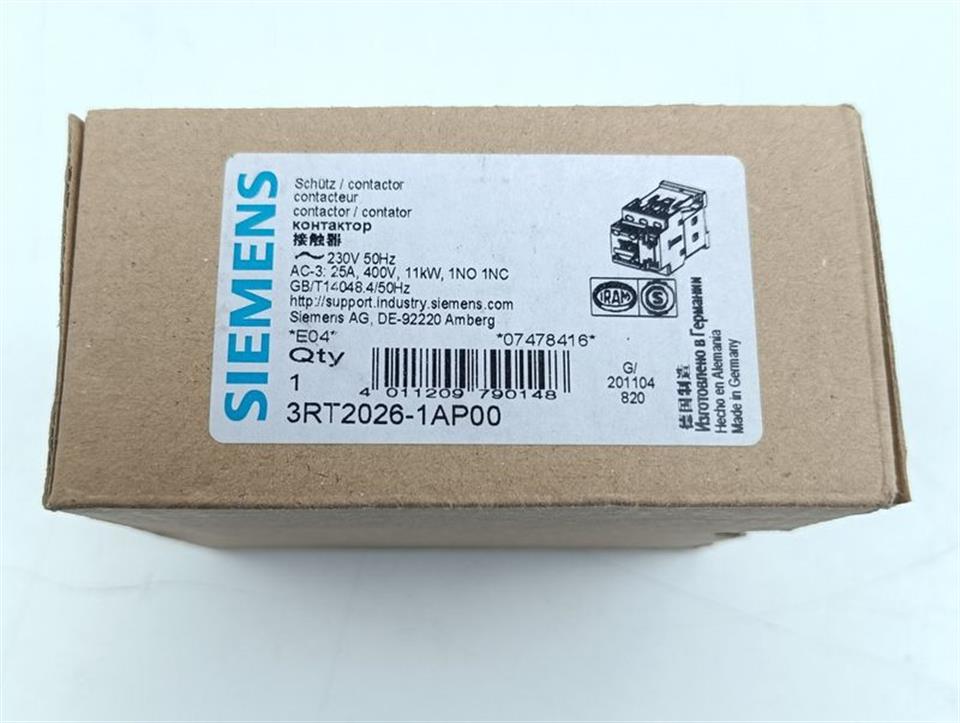 SIEMENS
Schütz / contactor
contacteur
contactor / contator
контактор
接触器
~ 230V 50Hz
AC-3: 25A, 400V, 11kW, 1NO 1NC
GB/T14048.4/50Hz
http://support.industry.siemens.com
Siemens AG, DE-92220 Amberg
*E04* *07478416*
Qty
1
4 011209 790148
3RT2026-1AP00
IRAM
S
G/
201104
820
德国制造
Изготовлено в Германии
Hecho en Alemania
Made in Germany